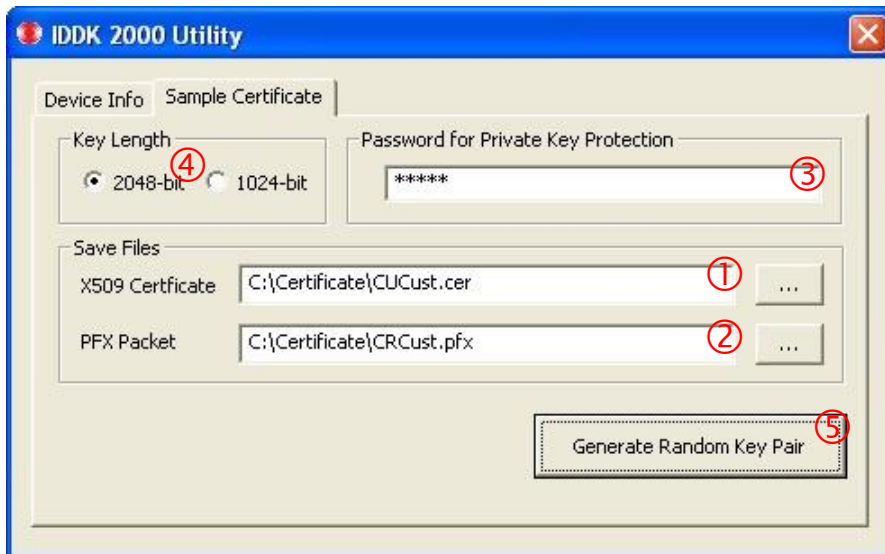 IDDK 2000 Utility
Device Info Sample Certificate
Key Length
④
2048-bit 1024-bit
Password for Private Key Protection
***** ③
Save Files
X509 Certficate C:\Certificate\CUCust.cer ① ...
PFX Packet C:\Certificate\CRCust.pfx ② ...
⑤
Generate Random Key Pair